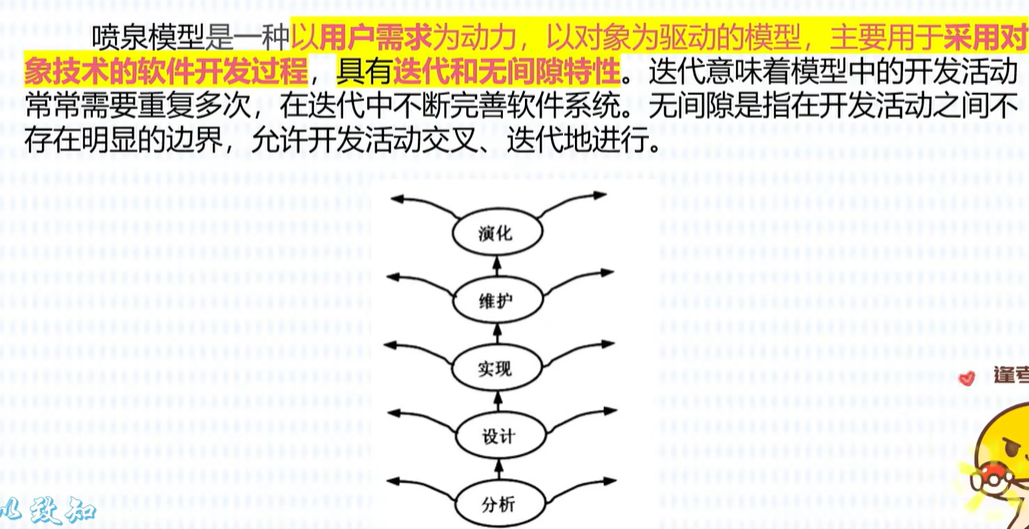 喷泉模型是一种以用户需求为动力，以对象为驱动的模型，主要用于采用对
象技术的软件开发过程，具有迭代和无间隙特性。迭代意味着模型中的开发活动
常常需要重复多次，在迭代中不断完善软件系统。无间隙是指在开发活动之间不
存在明显的边界，允许开发活动交叉、迭代地进行。
演化
维护
实现
逢考
设计
分析
以致知